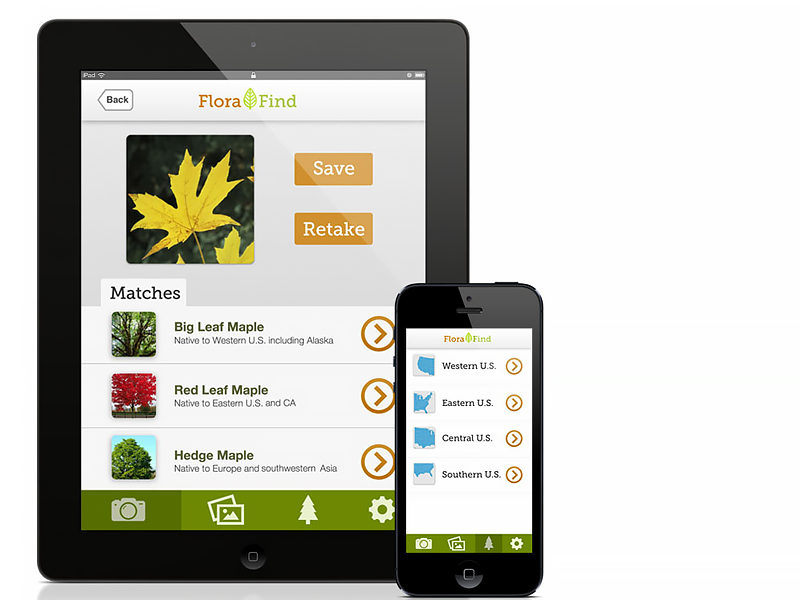 iPad
Back
Flora Find
Save
Retake
Matches
Big Leaf Maple
Native to Western U.S. including Alaska
Red Leaf Maple
Native to Eastern U.S. and CA
Hedge Maple
Native to Europe and southwestern Asia
Flora Find
Western U.S.
Eastern U.S.
Central U.S.
Southern U.S.